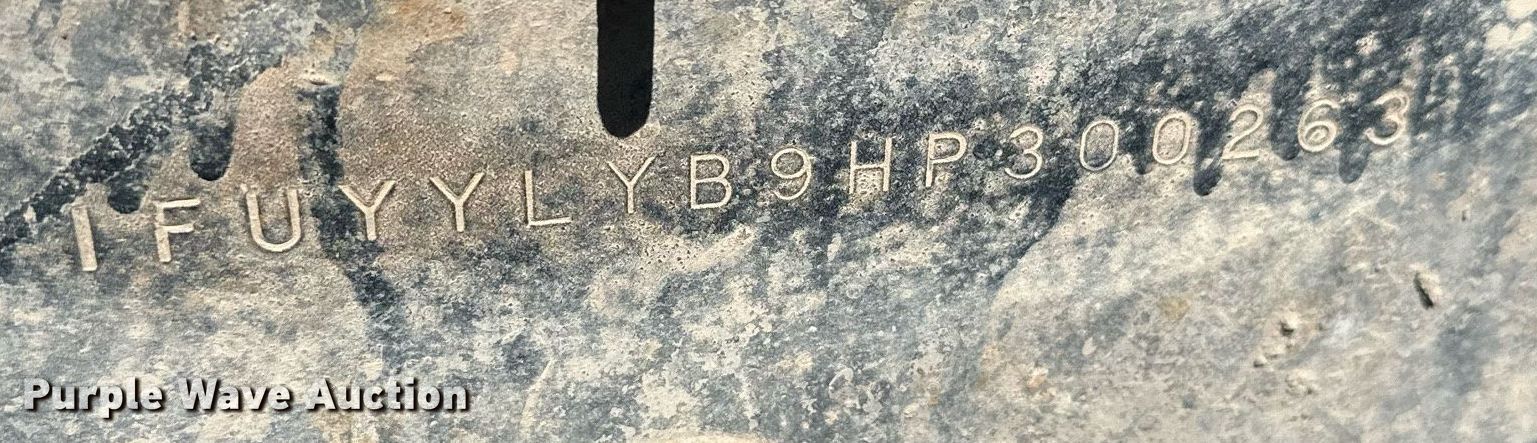 1FUYYLYB9HP300263
Purple Wave Auction